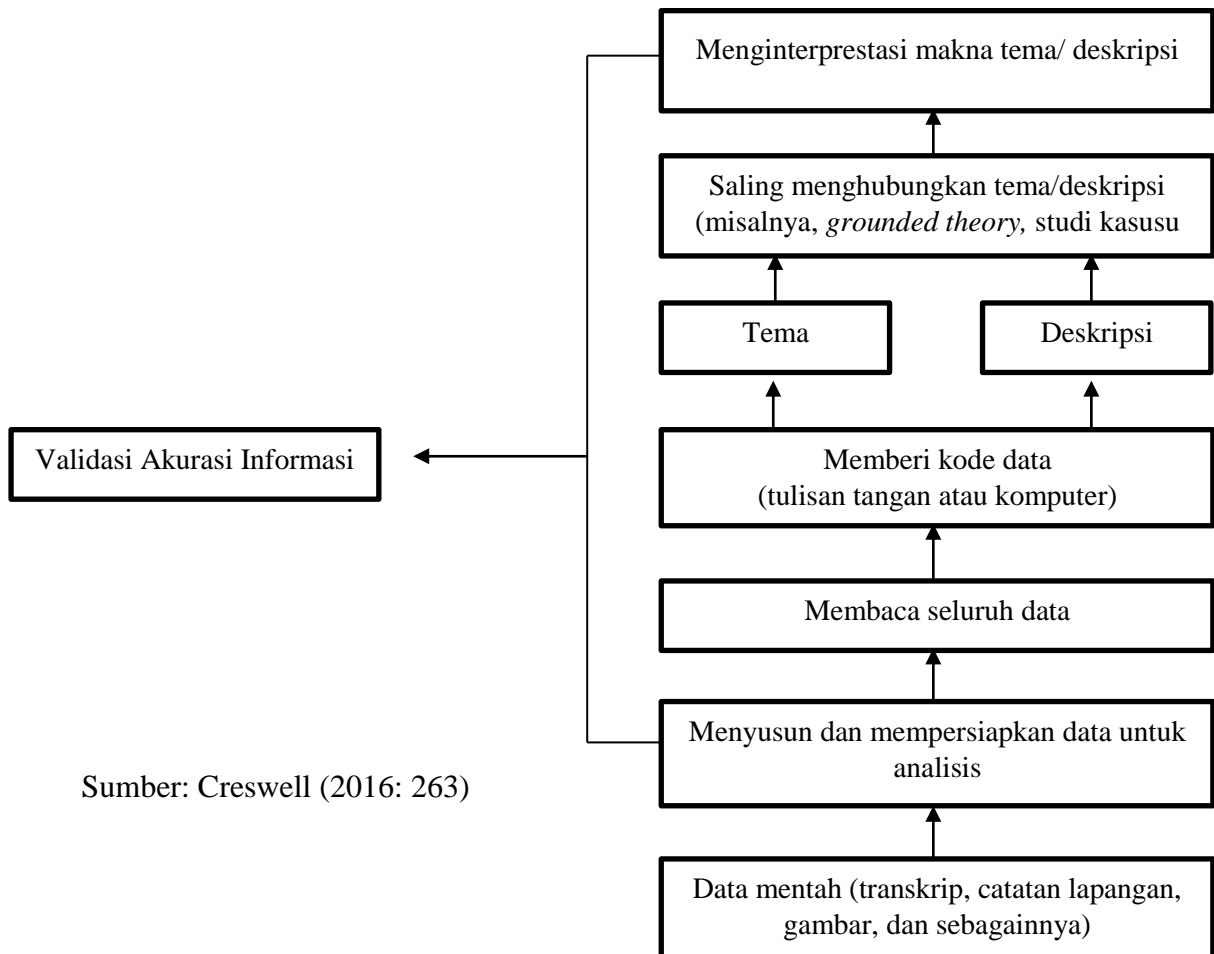 Menginterprestasi makna tema/ deskripsi
Saling menghubungkan tema/deskripsi
(misalnya, grounded theory, studi kasusu
Tema
Deskripsi
Validasi Akurasi Informasi
Memberi kode data
(tulisan tangan atau komputer)
Membaca seluruh data
Menyusun dan mempersiapkan data untuk
analisis
Sumber: Creswell (2016: 263)
Data mentah (transkrip, catatan lapangan,
gambar, dan sebagainnya)